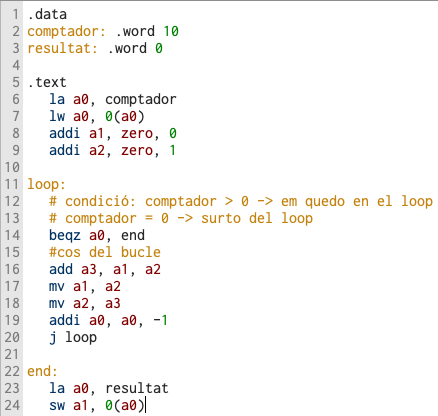 1 .data
2 comptador: .word 10
3 resultat: .word 0
4
5 .text
6 la a0, comptador
7 lw a0, 0(a0)
8 addi a1, zero, 0
9 addi a2, zero, 1
10
11 loop:
12 # condició: comptador > 0 -> em quedo en el loop
13 # comptador = 0 -> surto del loop
14 beqz a0, end
15 #cos del bucle
16 add a3, a1, a2
17 mv a1, a2
18 mv a2, a3
19 addi a0, a0, -1
20 j loop
21
22 end:
23 la a0, resultat
24 sw a1, 0(a0)